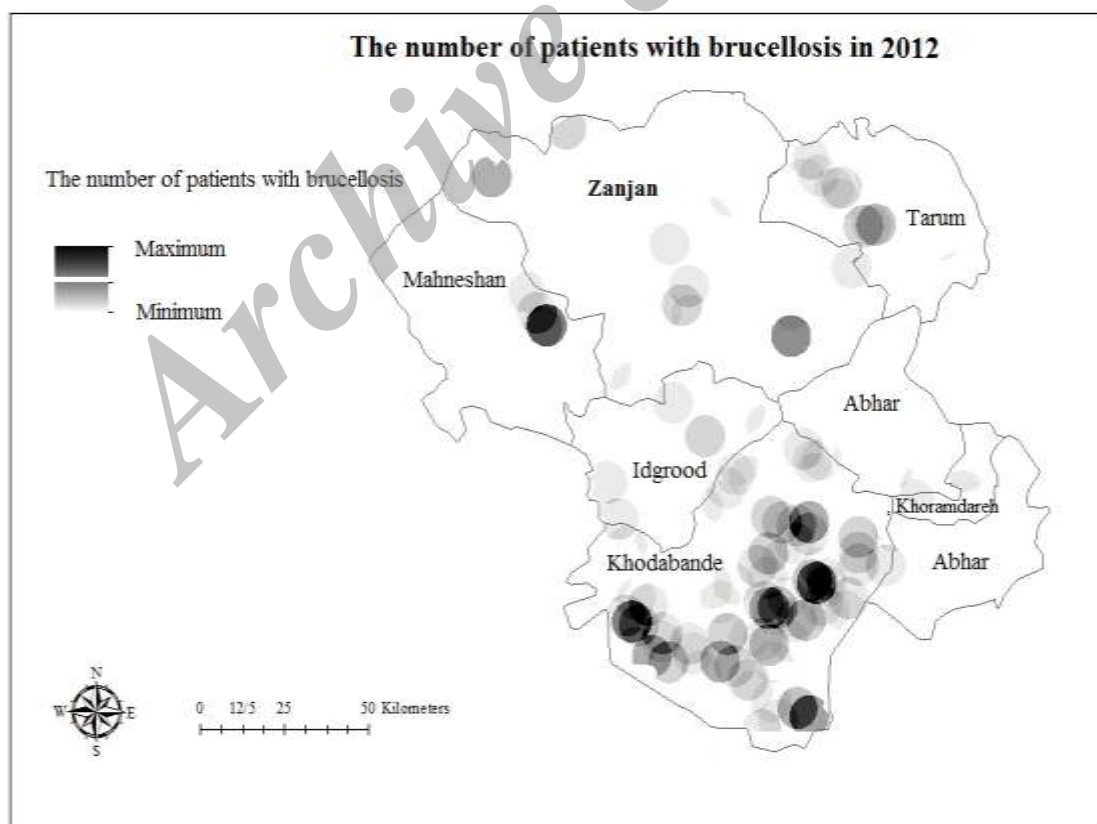 The number of patients with brucellosis in 2012
The number of patients with brucellosis
Maximum
Minimum
Zanjan
Tarum
Mahneshan
Abhar
Idgrood
Khoramdareh
Khodabande
Abhar
N
W E
S
0 12/5 25 50 Kilometers
Archive